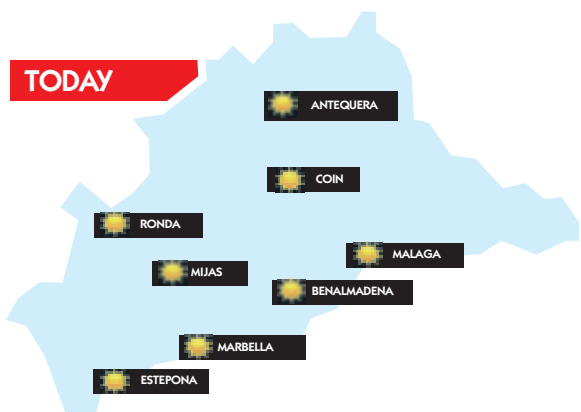 TODAY
ANTEQUERA
COIN
RONDA
MALAGA
MIJAS
BENALMADENA
MARBELLA
ESTEPONA